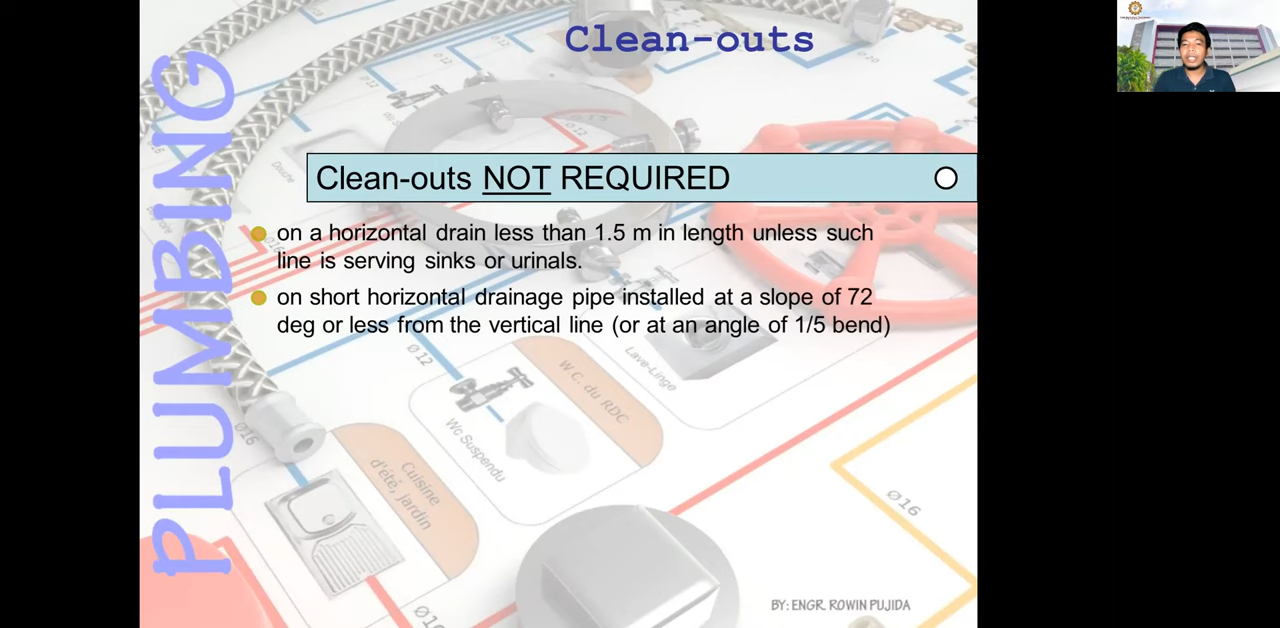 Clean-outs
PLUMBING
Clean-outs NOT REQUIRED
on a horizontal drain less than 1.5 m in length unless such
line is serving sinks or urinals.
on short horizontal drainage pipe installed at a slope of 72
deg or less from the vertical line (or at an angle of 1/5 bend)
Ø12
Lave-Linge
W.C. du RDC
Wc Suspendu
Ø16
Cuisine
d'été, jardin
Ø16
BY: ENGR. ROWIN PUJIDA